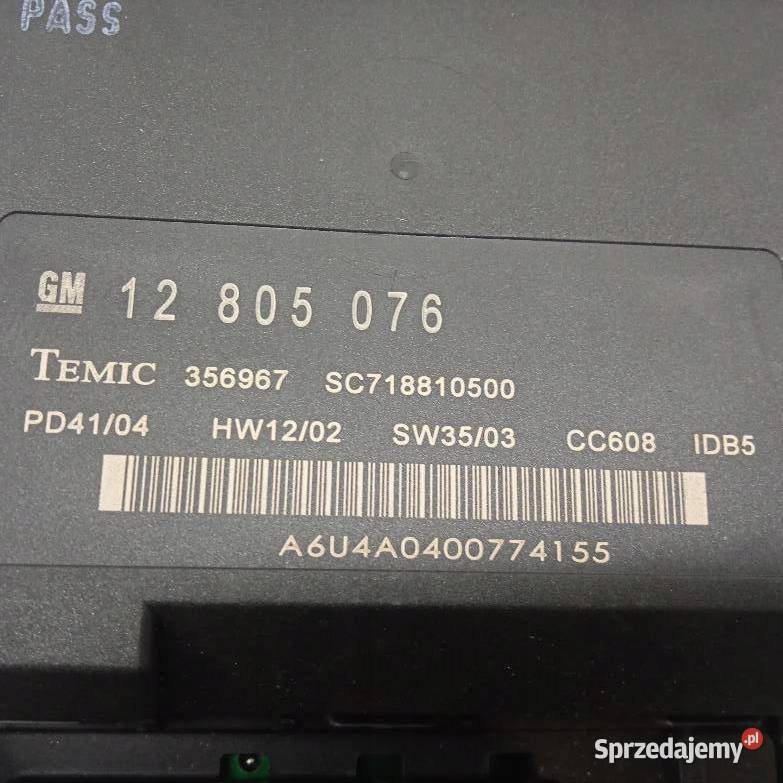 PASS
GM 12 805 076
TEMIC 356967 SC718810500
PD41/04 HW12/02 SW35/03 CC608 IDB5
A6U4A0400774155
Sprzedajemy.pl